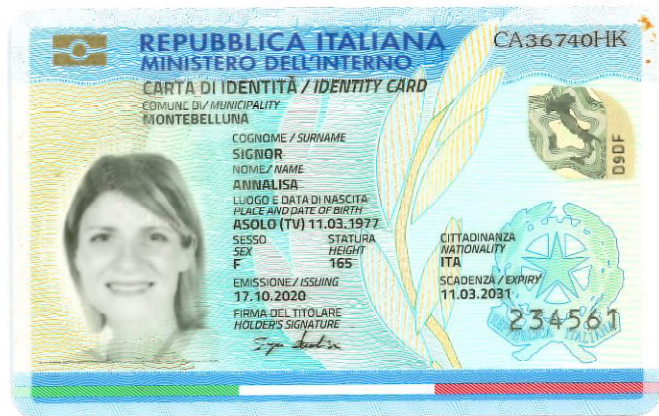 REPUBBLICA ITALIANA
MINISTERO DELL'INTERNO
CA36740HK
CARTA DI IDENTITÀ / IDENTITY CARD
COMUNE DI / MUNICIPALITY
MONTEBELLUNA
COGNOME / SURNAME
SIGNOR
NOME / NAME
ANNALISA
LUOGO E DATA DI NASCITA
PLACE AND DATE OF BIRTH
ASOLO (TV) 11.03.1977
SESSO STATURA CITTADINANZA
SEX HEIGHT NATIONALITY
F 165 ITA
EMISSIONE / ISSUING SCADENZA / EXPIRY
17.10.2020 11.03.2031
FIRMA DEL TITOLARE
HOLDER'S SIGNATURE
234561
REPUBBLICA ITALIANA
D9DF